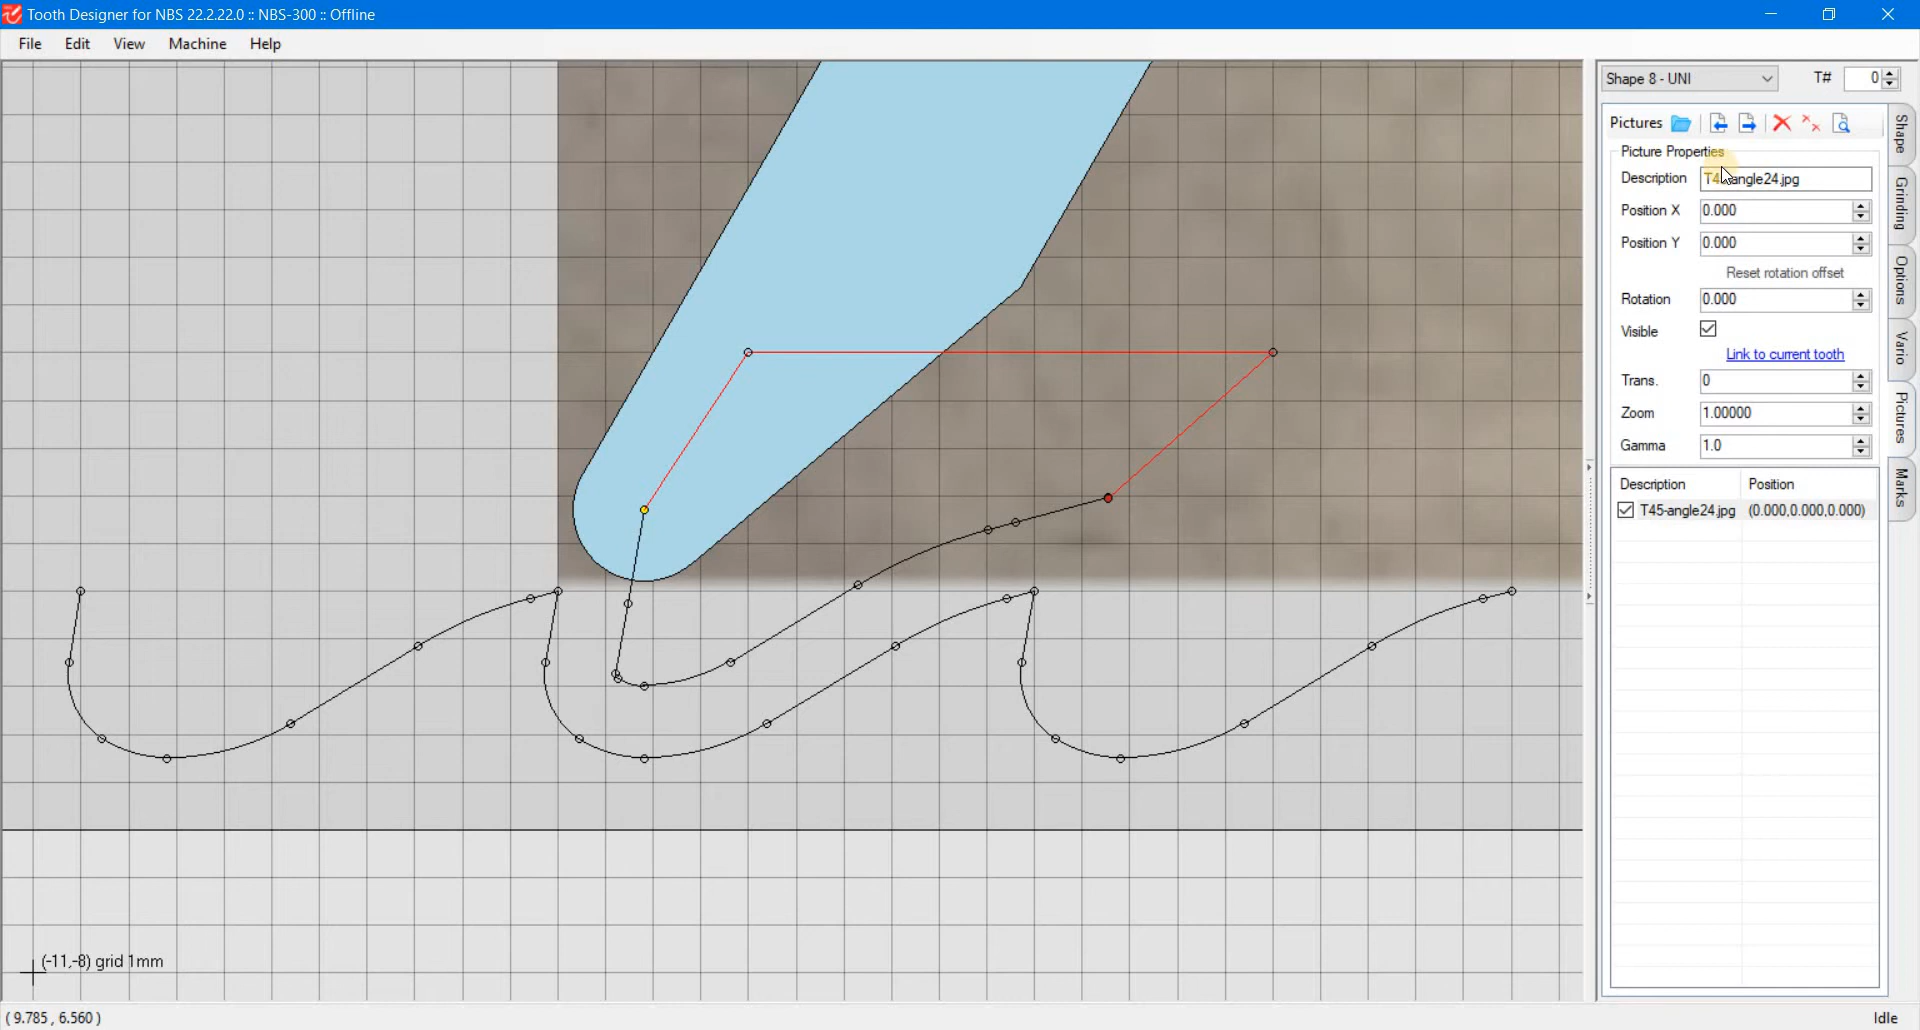 Tooth Designer for NBS 22.2.22.0 :: NBS-300 :: Offline
File Edit View Machine Help
Shape 8 - UNI T# 0
Pictures
Picture Properties
Description angle24.jpg
Position X 0.000
Position Y 0.000
Reset rotation offset
Rotation 0.000
Visible
Link to current tooth
Trans. 0
Zoom 1.00000
Gamma 1.0
Description Position
T45-angle24.jpg (0.000,0.000,0.000)
Shape
Grinding
Options
Vario
Pictures
Marks
(-11,-8) grid 1mm
( 9.785 , 6.560 ) Idle